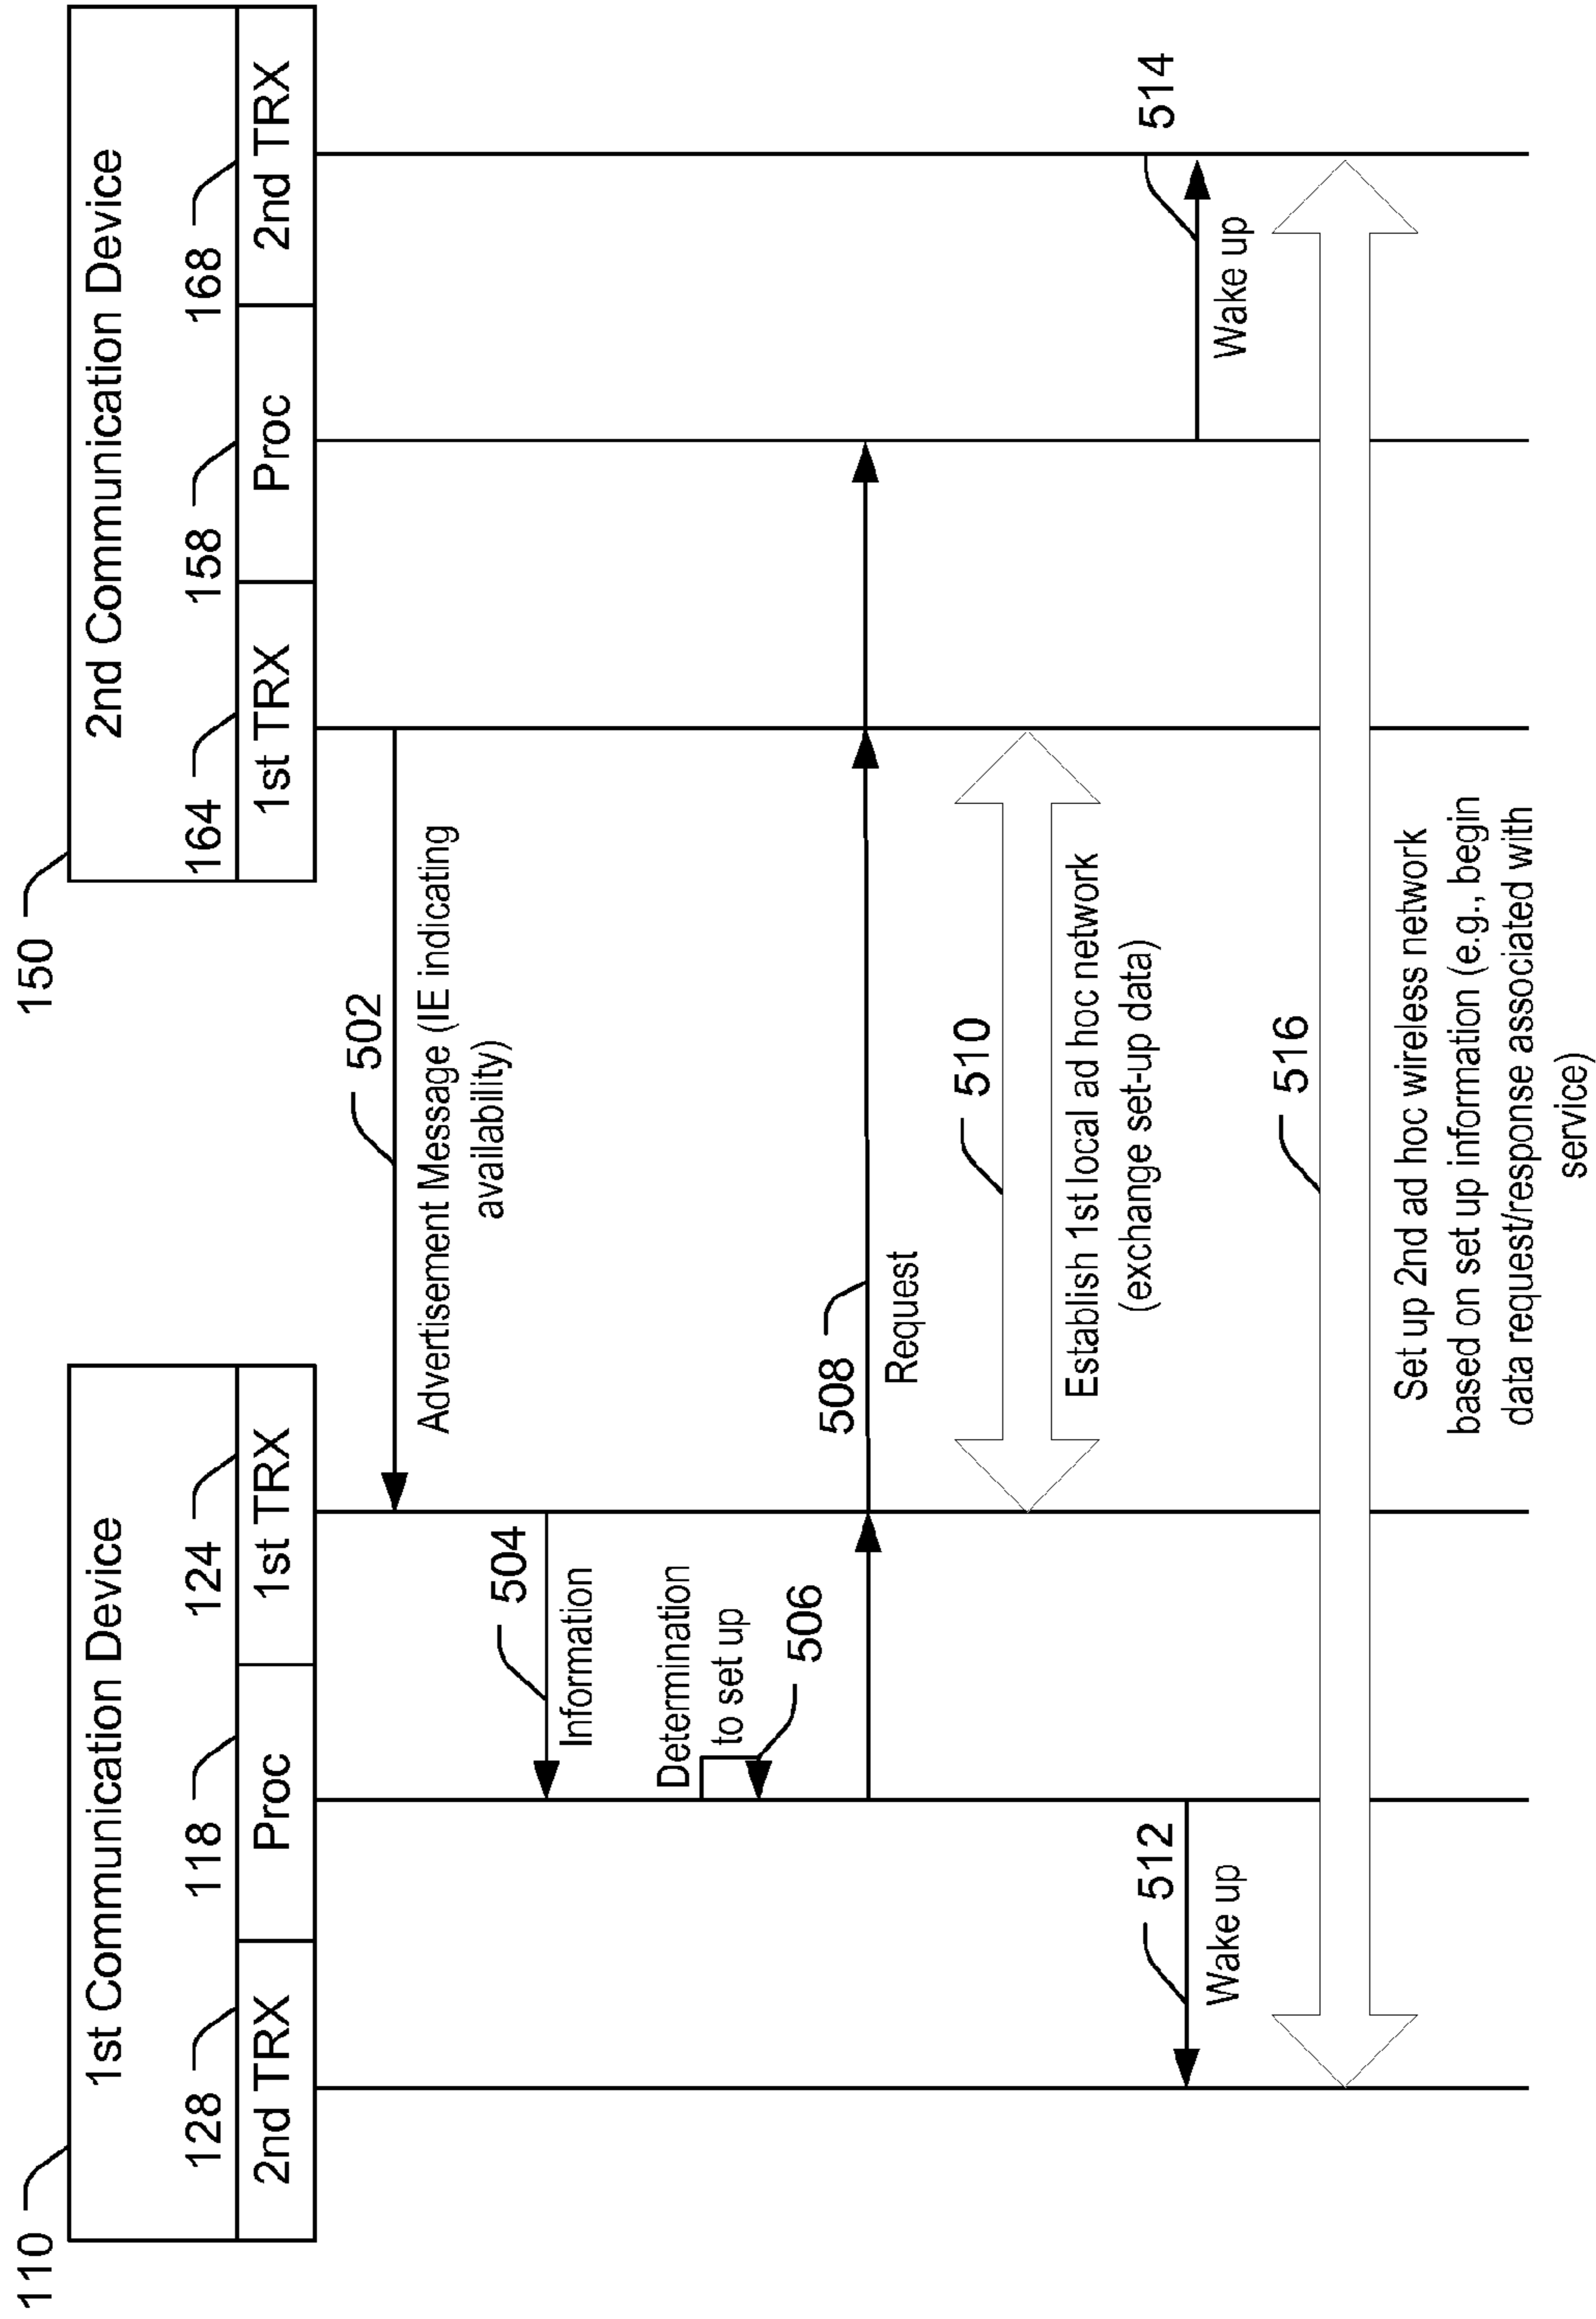 110
1st Communication Device
128
118
124
2nd TRX
Proc
1st TRX
150
2nd Communication Device
164
158
168
1st TRX
Proc
2nd TRX
502
Advertisement Message (IE indicating
availability)
504
Information
Determination
to set up
506
508
Request
510
Establish 1st local ad hoc network
(exchange set-up data)
512
Wake up
514
Wake up
516
Set up 2nd ad hoc wireless network
based on set up information (e.g., begin
data request/response associated with
service)